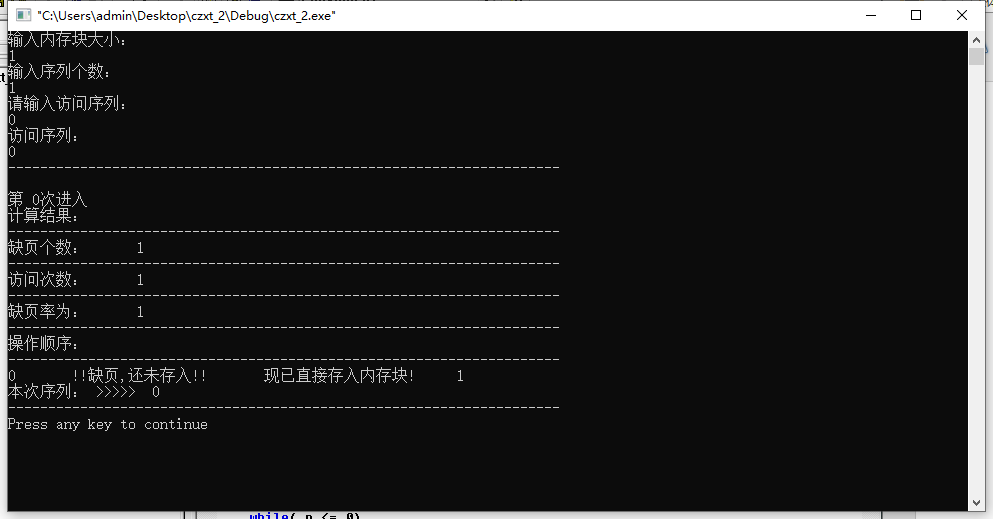 "C:\Users\admin\Desktop\czxt_2\Debug\czxt_2.exe"
输入内存块大小:
1
输入序列个数:
1
请输入访问序列:
0
访问序列:
0
---------------------------------------------------------------------
第 0次进入
计算结果:
---------------------------------------------------------------------
缺页个数: 1
---------------------------------------------------------------------
访问次数: 1
---------------------------------------------------------------------
缺页率为: 1
---------------------------------------------------------------------
操作顺序:
---------------------------------------------------------------------
0 !!缺页,还未存入!! 现已直接存入内存块! 1
本次序列: >>>>> 0
---------------------------------------------------------------------
Press any key to continue
while( n <= 0)